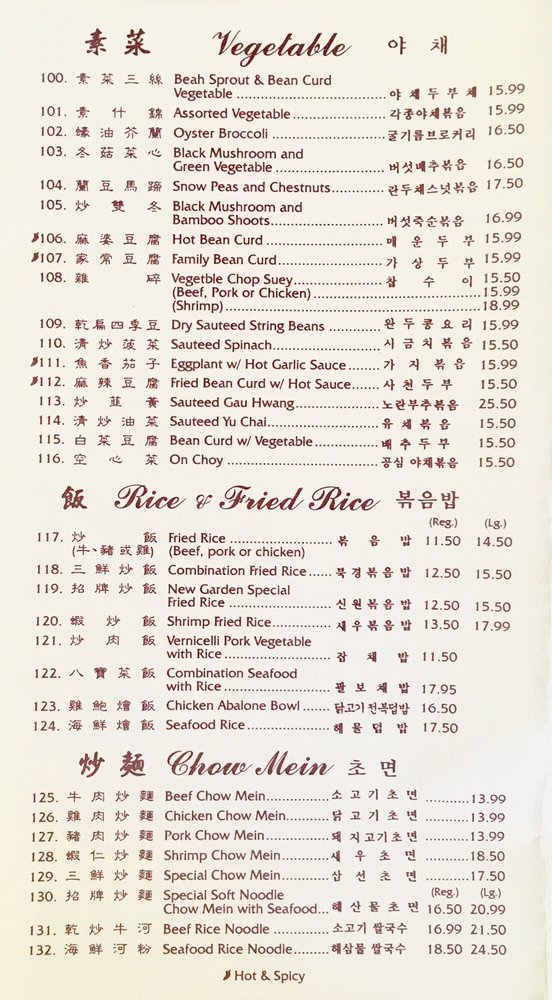 素菜 Vegetable 야채
100. 素菜三絲 Beah Sprout & Bean Curd
Vegetable ........ 야채두부채 15.99
101. 素什錦 Assorted Vegetable ........ 각종야채볶음 15.99
102. 蠔油芥蘭 Oyster Broccoli ........ 굴기름브로커리 16.50
103. 冬菇菜心 Black Mushroom and
Green Vegetable ........ 버섯배추볶음 16.50
104. 蘭豆馬蹄 Snow Peas and Chestnuts ........ 란두체스넛볶음 17.50
105. 炒雙冬 Black Mushroom and
Bamboo Shoots ........ 버섯죽순볶음 16.99
106. 麻婆豆腐 Hot Bean Curd ........ 매운두부 15.99
107. 家常豆腐 Family Bean Curd ........ 가상두부 15.99
108. 雜碎 Vegetble Chop Suey ........ 참수이 15.50
(Beef, Pork or Chicken) ........ 15.99
(Shrimp) ........ 18.99
109. 乾扁四季豆 Dry Sauteed String Beans ........ 완두콩요리 15.99
110. 清炒菠菜 Sauteed Spinach ........ 시금치볶음 15.50
111. 魚香茄子 Eggplant w/ Hot Garlic Sauce ........ 가지볶음 15.99
112. 麻辣豆腐 Fried Bean Curd w/ Hot Sauce ........ 사천두부 15.50
113. 炒韮黃 Sauteed Gau Hwang ........ 노란부추볶음 25.50
114. 清炒油菜 Sauteed Yu Chai ........ 유채볶음 15.50
115. 白菜豆腐 Bean Curd w/ Vegetable ........ 배추두부 15.50
116. 空心菜 On Choy ........ 공심야채볶음 15.50
飯 Rice & Fried Rice 볶음밥
(Reg.) (Lg.)
117. 炒飯 Fried Rice ........ 볶음밥 11.50 14.50
(牛、豬或雞) (Beef, pork or chicken)
118. 三鮮炒飯 Combination Fried Rice ...... 북경볶음밥 12.50 15.50
119. 招牌炒飯 New Garden Special
Fried Rice ........ 신원볶음밥 12.50 15.50
120. 蝦炒飯 Shrimp Fried Rice ........ 새우볶음밥 13.50 17.99
121. 炒肉飯 Vernicelli Pork Vegetable
with Rice ........ 잡채밥 11.50
122. 八寶菜飯 Combination Seafood
with Rice ........ 팔보채밥 17.95
123. 雞鮑燴飯 Chicken Abalone Bowl ...... 닭고기전복덮밥 16.50
124. 海鮮燴飯 Seafood Rice ........ 해물덮밥 17.50
炒麵 Chow Mein 초면
125. 牛肉炒麵 Beef Chow Mein ........ 소고기초면 ........ 13.99
126. 雞肉炒麵 Chicken Chow Mein ........ 닭고기초면 ........ 13.99
127. 豬肉炒麵 Pork Chow Mein ........ 돼지고기초면 ........ 13.99
128. 蝦仁炒麵 Shrimp Chow Mein ........ 새우초면 ........ 18.50
129. 三鮮炒麵 Special Chow Mein ........ 삼선초면 ........ 17.50
130. 招牌炒麵 Special Soft Noodle (Reg.) (Lg.)
Chow Mein with Seafood... 해산물초면 16.50 20.99
131. 乾炒牛河 Beef Rice Noodle ........ 소고기쌀국수 16.99 21.50
132. 海鮮河粉 Seafood Rice Noodle ........ 해삼물쌀국수 18.50 24.50
Hot & Spicy